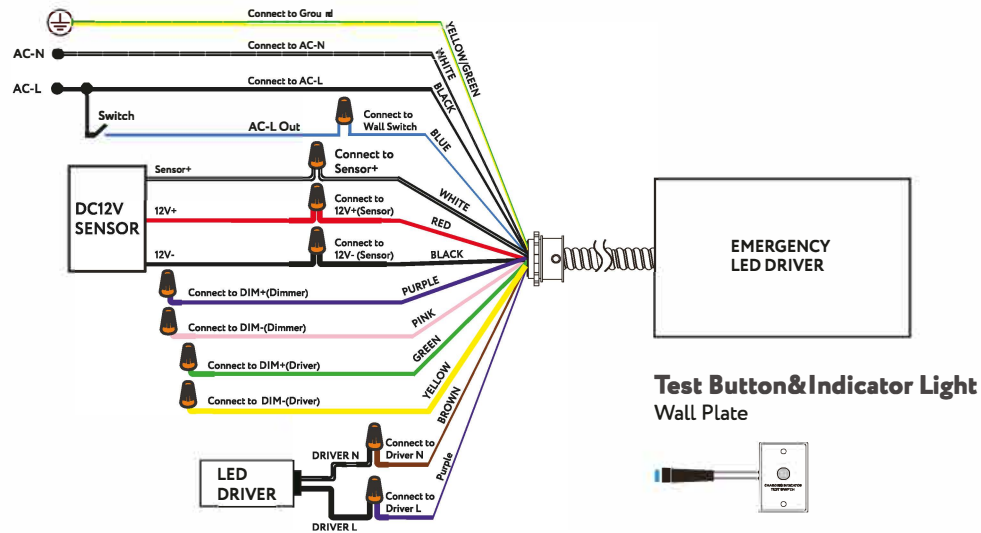 Connect to Grou nd
YELLOW/GREEN
AC-N
Connect to AC-N
WHITE
AC-L
Connect to AC-L
BLACK
Switch
AC-L Out
Connect to
Wall Switch
BLUE
DC12V
SENSOR
Sensor+
Connect to
Sensor+
WHITE
12V+
Connect to
12V+(Sensor)
RED
12V-
Connect to
12V- (Sensor)
BLACK
Connect to DIM+(Dimmer)
PURPLE
Connect to DIM-(Dimmer)
PINK
Connect to DIM+(Driver)
GREEN
Connect to DIM-(Driver)
YELLOW
BROWN
Purple
LED
DRIVER
DRIVER N
Connect to
Driver N
DRIVER L
Connect to
Driver L
EMERGENCY
LED DRIVER
Test Button&Indicator Light
Wall Plate
CHARGING INDICATOR
TEST SWITCH